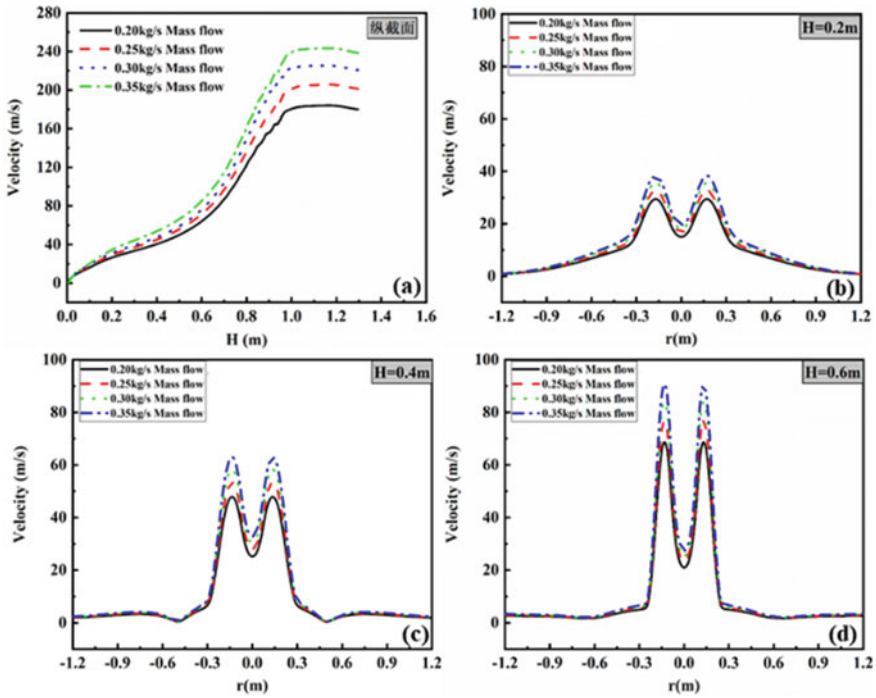 0.20kg/s Mass flow
0.25kg/s Mass flow
0.30kg/s Mass flow
0.35kg/s Mass flow
纵截面
280
240
200
160
120
80
40
0
Velocity (m/s)
0.0 0.2 0.4 0.6 0.8 1.0 1.2 1.4 1.6
H (m)
(a)
0.20kg/s Mass flow
0.25kg/s Mass flow
0.30kg/s Mass flow
0.35kg/s Mass flow
H=0.2m
100
80
60
40
20
0
Velocity (m/s)
-1.2 -0.9 -0.6 -0.3 0.0 0.3 0.6 0.9 1.2
r(m)
(b)
0.20kg/s Mass flow
0.25kg/s Mass flow
0.30kg/s Mass flow
0.35kg/s Mass flow
H=0.4m
100
80
60
40
20
0
Velocity (m/s)
-1.2 -0.9 -0.6 -0.3 0.0 0.3 0.6 0.9 1.2
r(m)
(c)
0.20kg/s Mass flow
0.25kg/s Mass flow
0.30kg/s Mass flow
0.35kg/s Mass flow
H=0.6m
100
80
60
40
20
0
Velocity (m/s)
-1.2 -0.9 -0.6 -0.3 0.0 0.3 0.6 0.9 1.2
r(m)
(d)